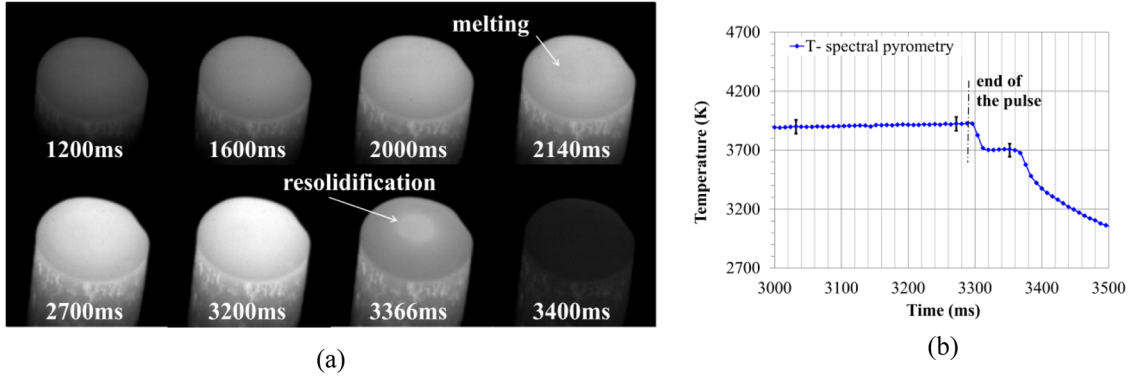 melting
1200ms
1600ms
2000ms
2140ms
resolidification
2700ms
3200ms
3366ms
3400ms
(a)
4700
4200
3700
3200
2700
Temperature (K)
T- spectral pyrometry
end of
the pulse
3000
3100
3200
3300
3400
3500
Time (ms)
(b)